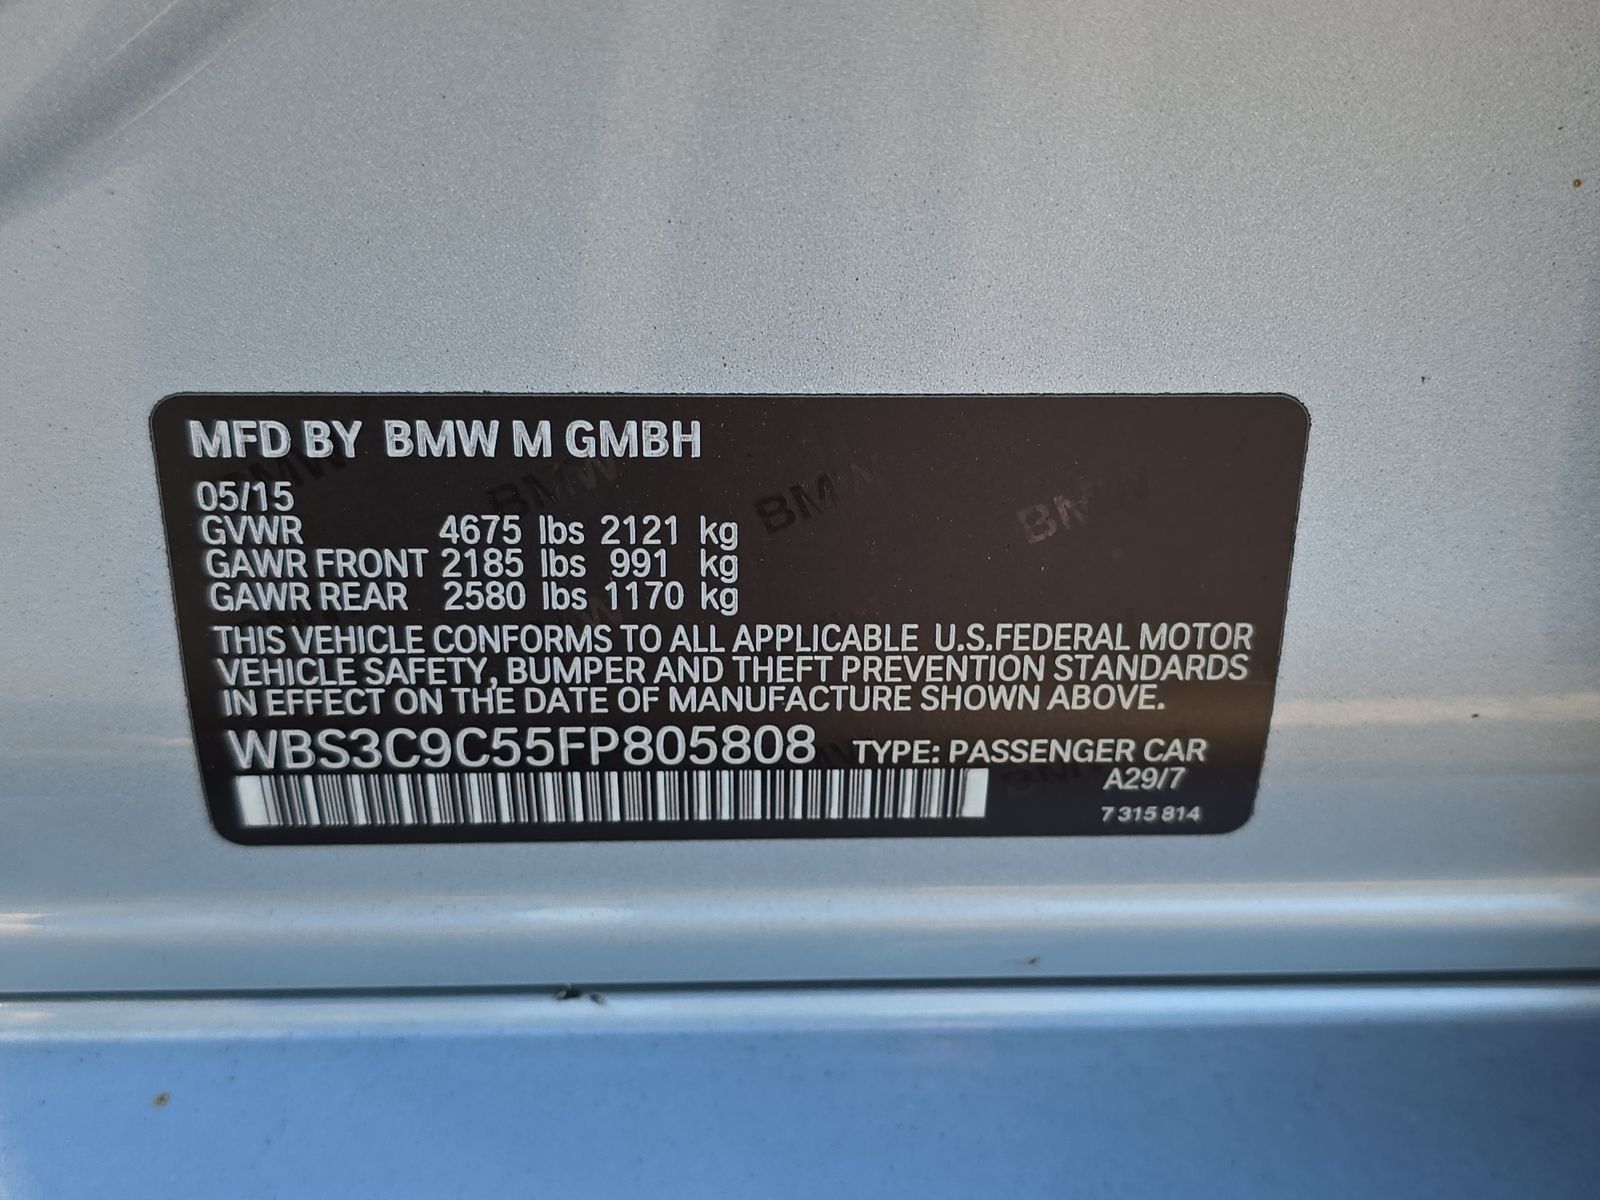 MFD BY BMW M GMBH
05/15
GVWR 4675 lbs 2121 kg
GAWR FRONT 2185 lbs 991 kg
GAWR REAR 2580 lbs 1170 kg
THIS VEHICLE CONFORMS TO ALL APPLICABLE U.S.FEDERAL MOTOR
VEHICLE SAFETY, BUMPER AND THEFT PREVENTION STANDARDS
IN EFFECT ON THE DATE OF MANUFACTURE SHOWN ABOVE.
WBS3C9C55FP805808 TYPE: PASSENGER CAR
A29/7
7 315 814